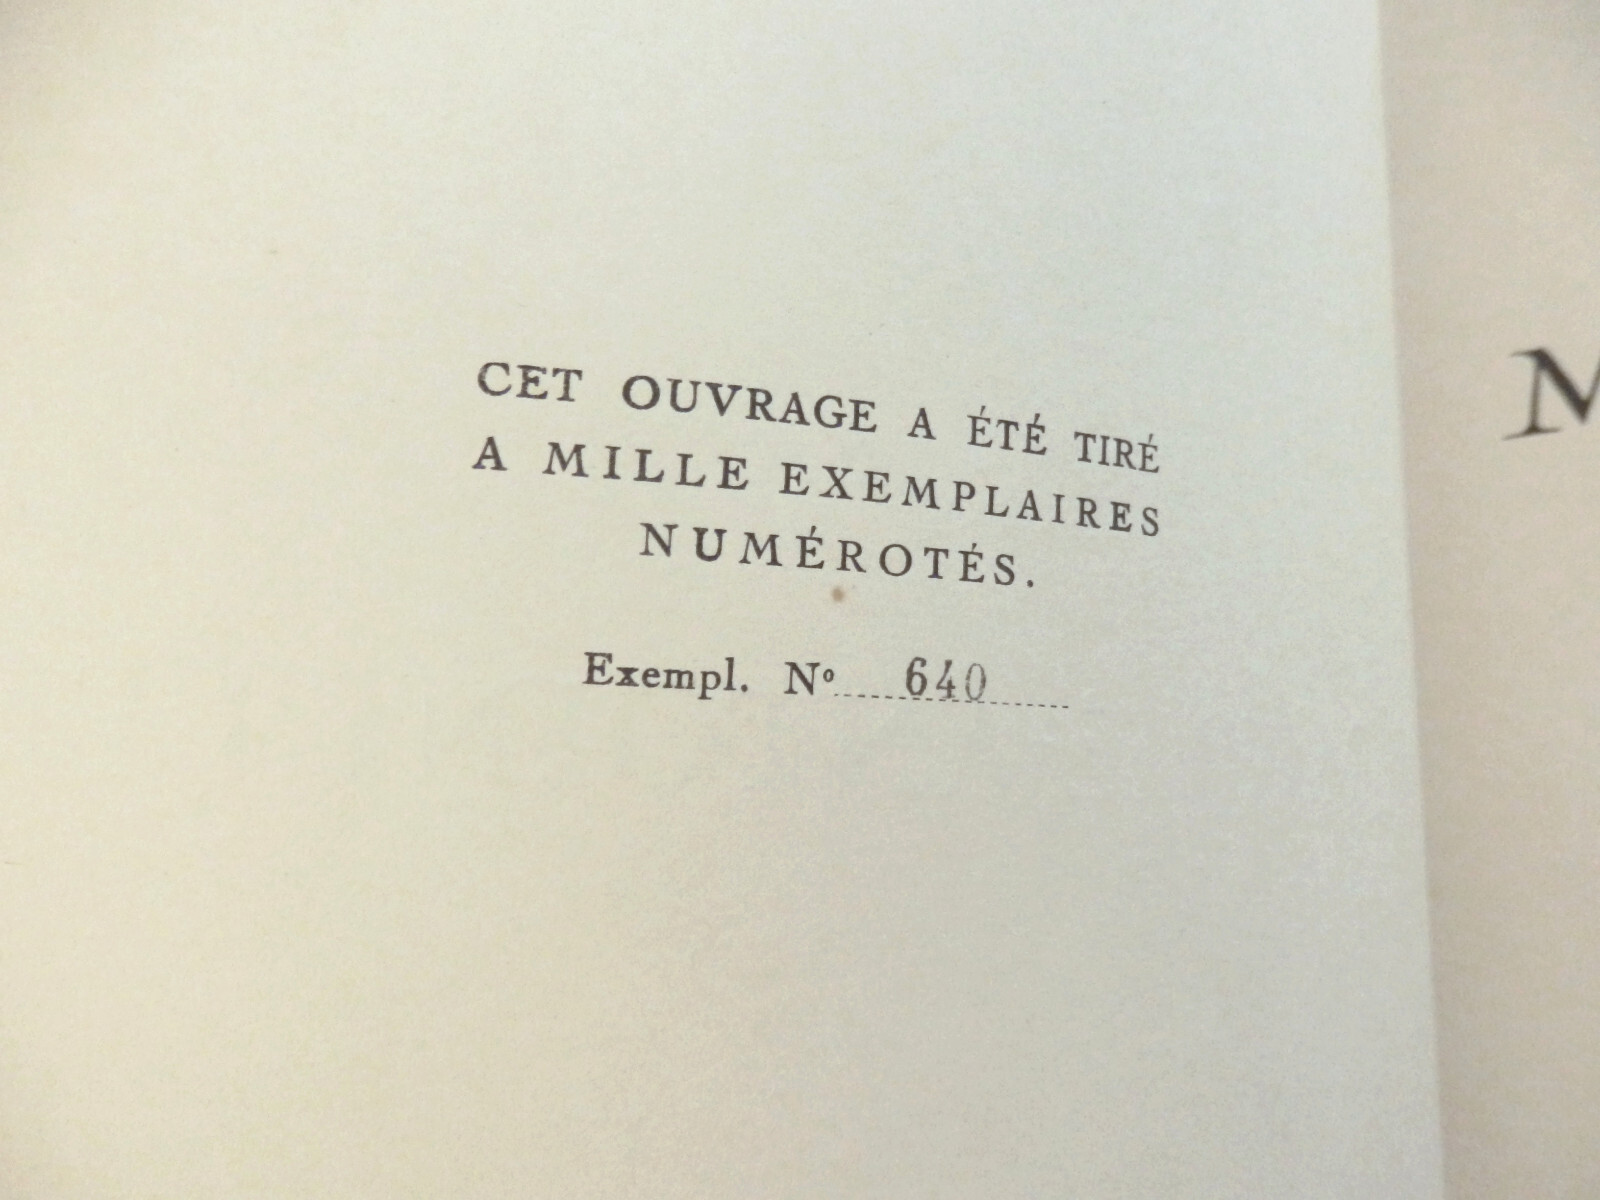 CET OUVRAGE A ÉTÉ TIRÉ
A MILLE EXEMPLAIRES
NUMÉROTÉS.
Exempl. Nº 640